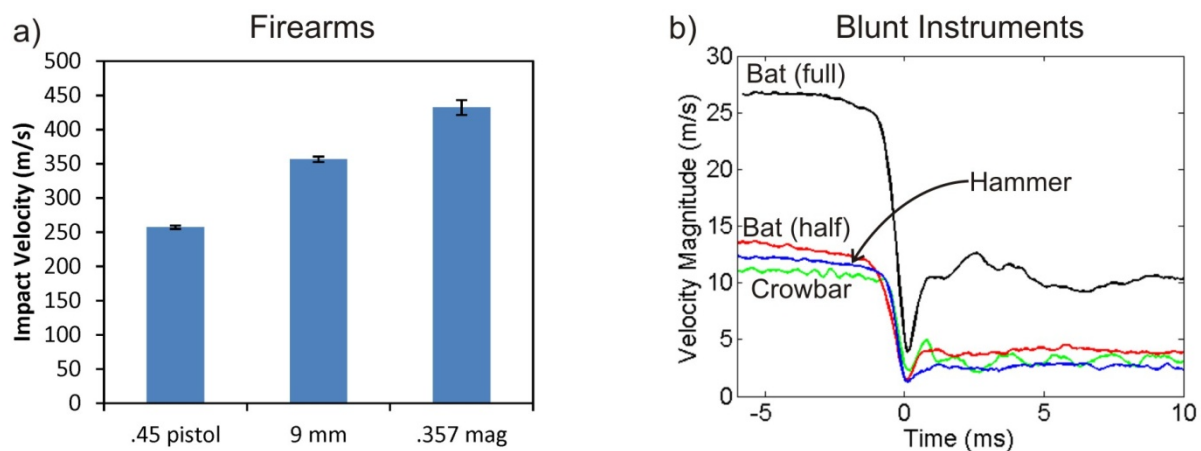 a)
Firearms
Impact Velocity (m/s)
500
450
400
350
300
250
200
150
100
50
0
.45 pistol
9 mm
.357 mag
b)
Blunt Instruments
Velocity Magnitude (m/s)
30
25
20
15
10
5
0
Bat (full)
Hammer
Bat (half)
Crowbar
-5 0 5 10
Time (ms)